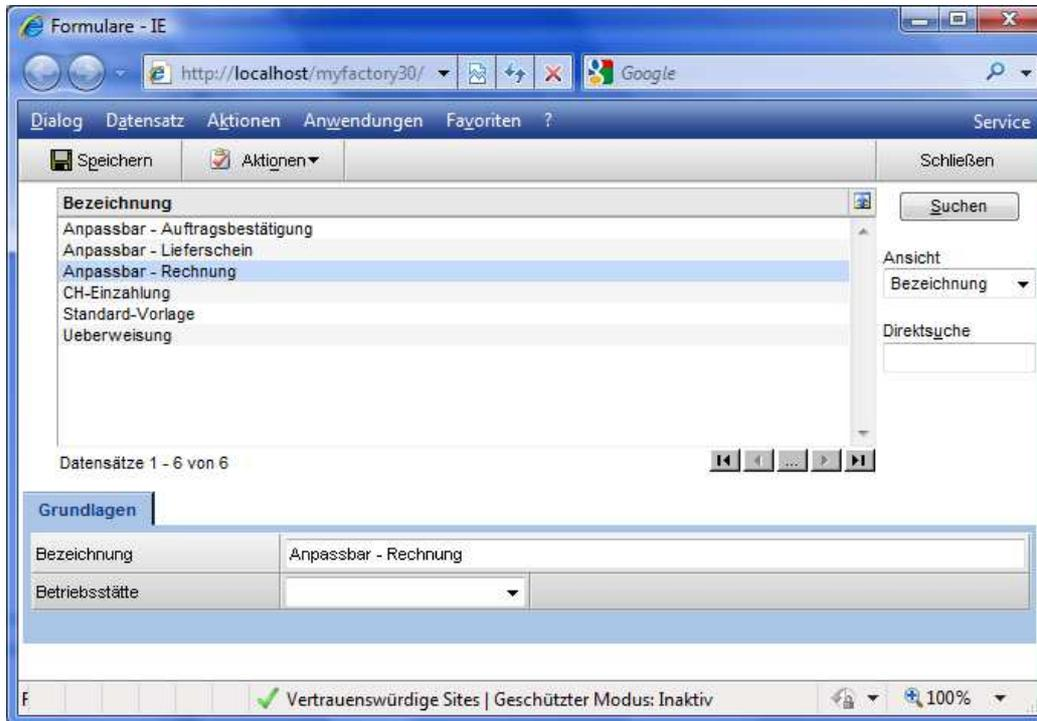 Formulare - IE
http://localhost/myfactory30/ Google
Dialog Datensatz Aktionen Anwendungen Favoriten ? Service
Speichern Aktionen Schließen
Bezeichnung Suchen
Anpassbar - Auftragsbestätigung
Anpassbar - Lieferschein
Anpassbar - Rechnung
CH-Einzahlung
Standard-Vorlage
Ueberweisung
Ansicht
Bezeichnung
Direktsuche
Datensätze 1 - 6 von 6 ...
Grundlagen
Bezeichnung Anpassbar - Rechnung
Betriebsstätte
F Vertrauenswürdige Sites | Geschützter Modus: Inaktiv 100%